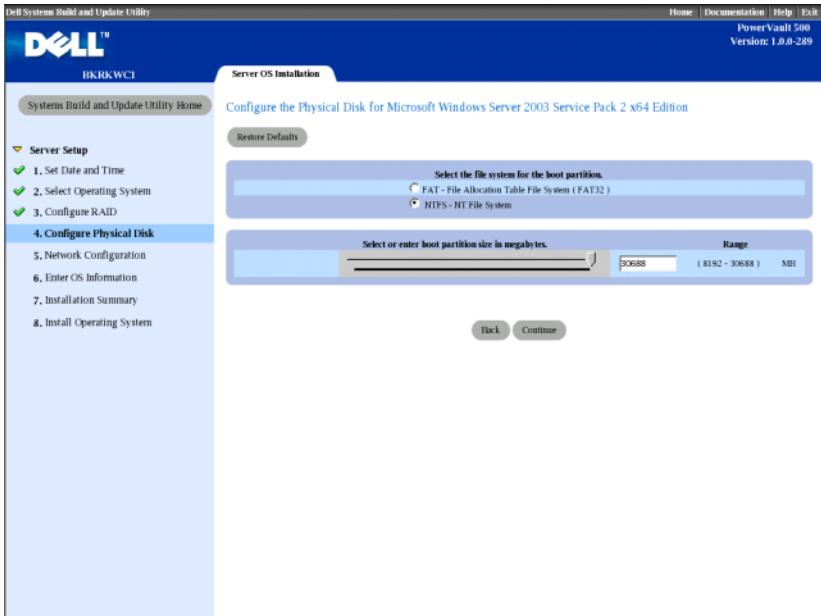 Dell Systems Build and Update Utility
Home Documentation Help Exit
DELL™
PowerVault 500
Version: 1.0.0-289
BKRKWC1
Server OS Installation
Systems Build and Update Utility Home
Server Setup
1. Set Date and Time
2. Select Operating System
3. Configure RAID
4. Configure Physical Disk
5. Network Configuration
6. Enter OS Information
7. Installation Summary
8. Install Operating System
Configure the Physical Disk for Microsoft Windows Server 2003 Service Pack 2 x64 Edition
Restore Defaults
Select the file system for the boot partition.
FAT - File Allocation Table File System ( FAT32 )
NTFS - NT File System
Select or enter boot partition size in megabytes. Range
30688 ( 8192 - 30688 ) MB
Back Continue